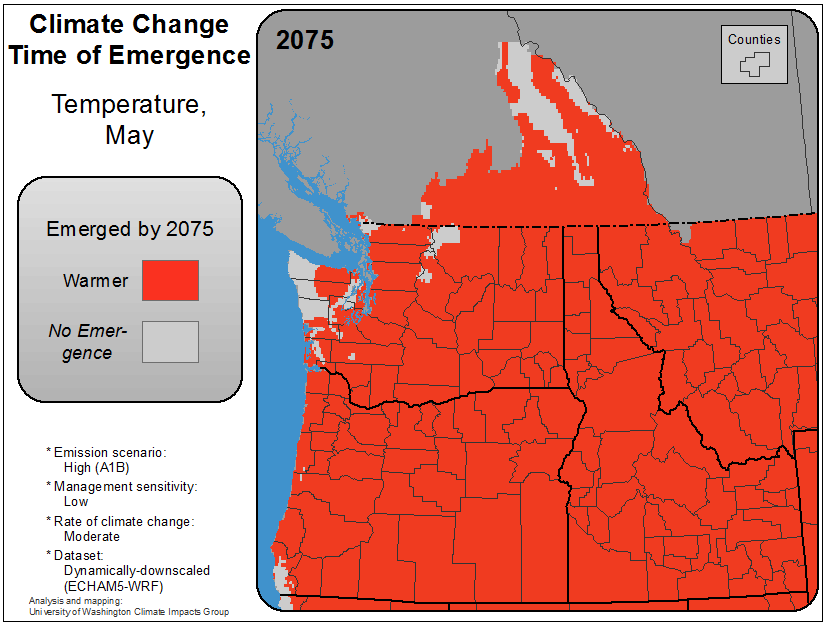 Climate Change
Time of Emergence
Temperature,
May
Emerged by 2075
Warmer
No Emer-
gence
* Emission scenario:
High (A1B)
* Management sensitivity:
Low
* Rate of climate change:
Moderate
* Dataset:
Dynamically-downscaled
(ECHAM5-WRF)
Analysis and mapping:
University of Washington Climate Impacts Group
2075
Counties